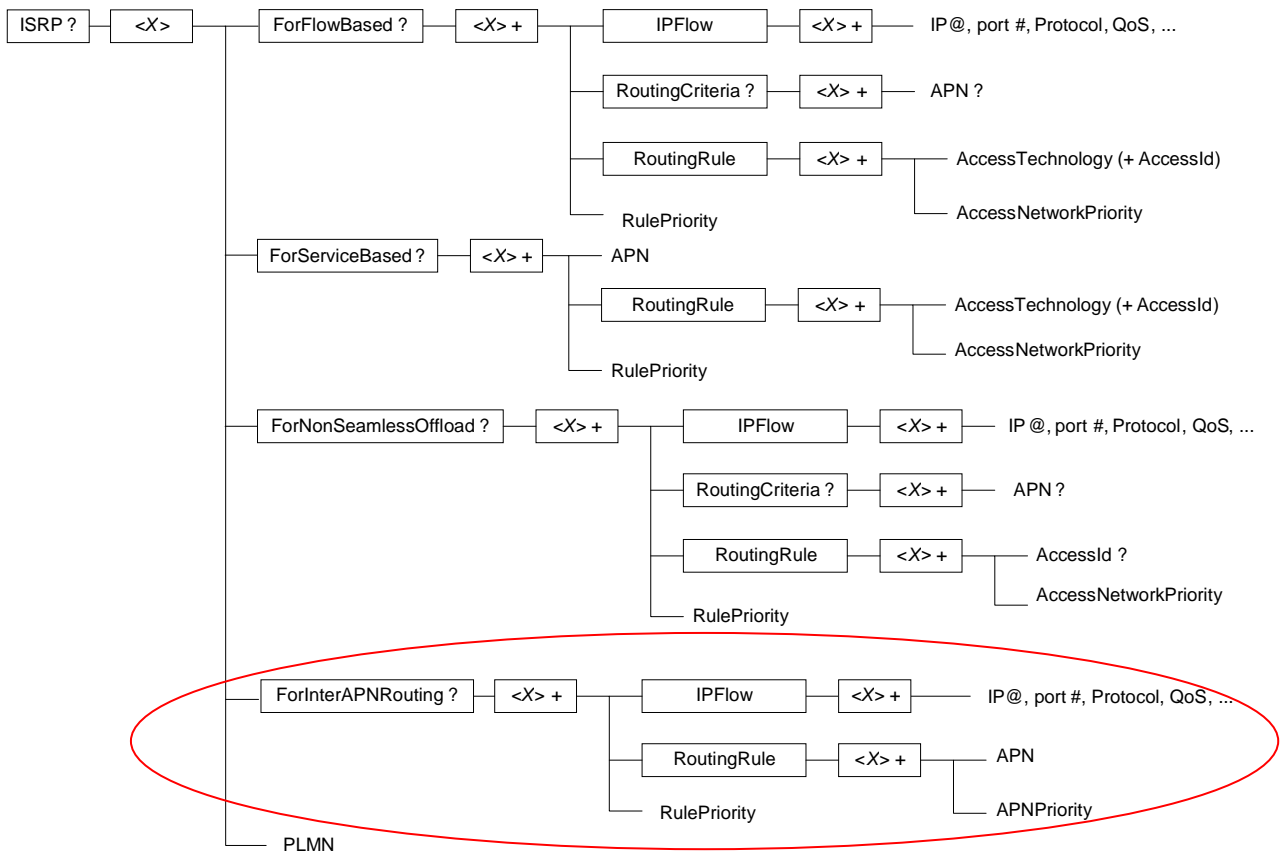 ISRP ? <X> ForFlowBased ? <X> + IPFlow <X> + IP@, port #, Protocol, QoS, ...
RoutingCriteria ? <X> + APN ?
RoutingRule <X> + AccessTechnology (+ AccessId)
AccessNetworkPriority
RulePriority
ForServiceBased ? <X> + APN
RoutingRule <X> + AccessTechnology (+ AccessId)
AccessNetworkPriority
RulePriority
ForNonSeamlessOffload ? <X> + IPFlow <X> + IP @, port #, Protocol, QoS, ...
RoutingCriteria ? <X> + APN ?
RoutingRule <X> + AccessId ?
AccessNetworkPriority
RulePriority
ForInterAPNRouting ? <X> + IPFlow <X> + IP@, port #, Protocol, QoS, ...
RoutingRule <X> + APN
RulePriority APNPriority
PLMN